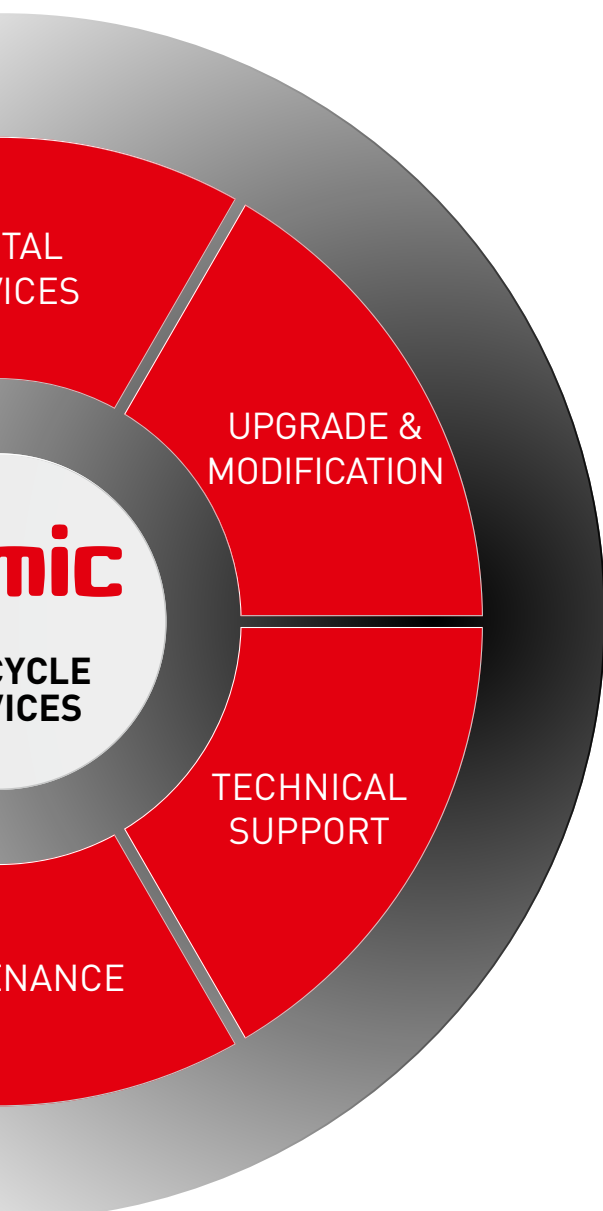 TAL
VICES
UPGRADE &
MODIFICATION
mic
CYCLE
VICES
TECHNICAL
SUPPORT
ENANCE